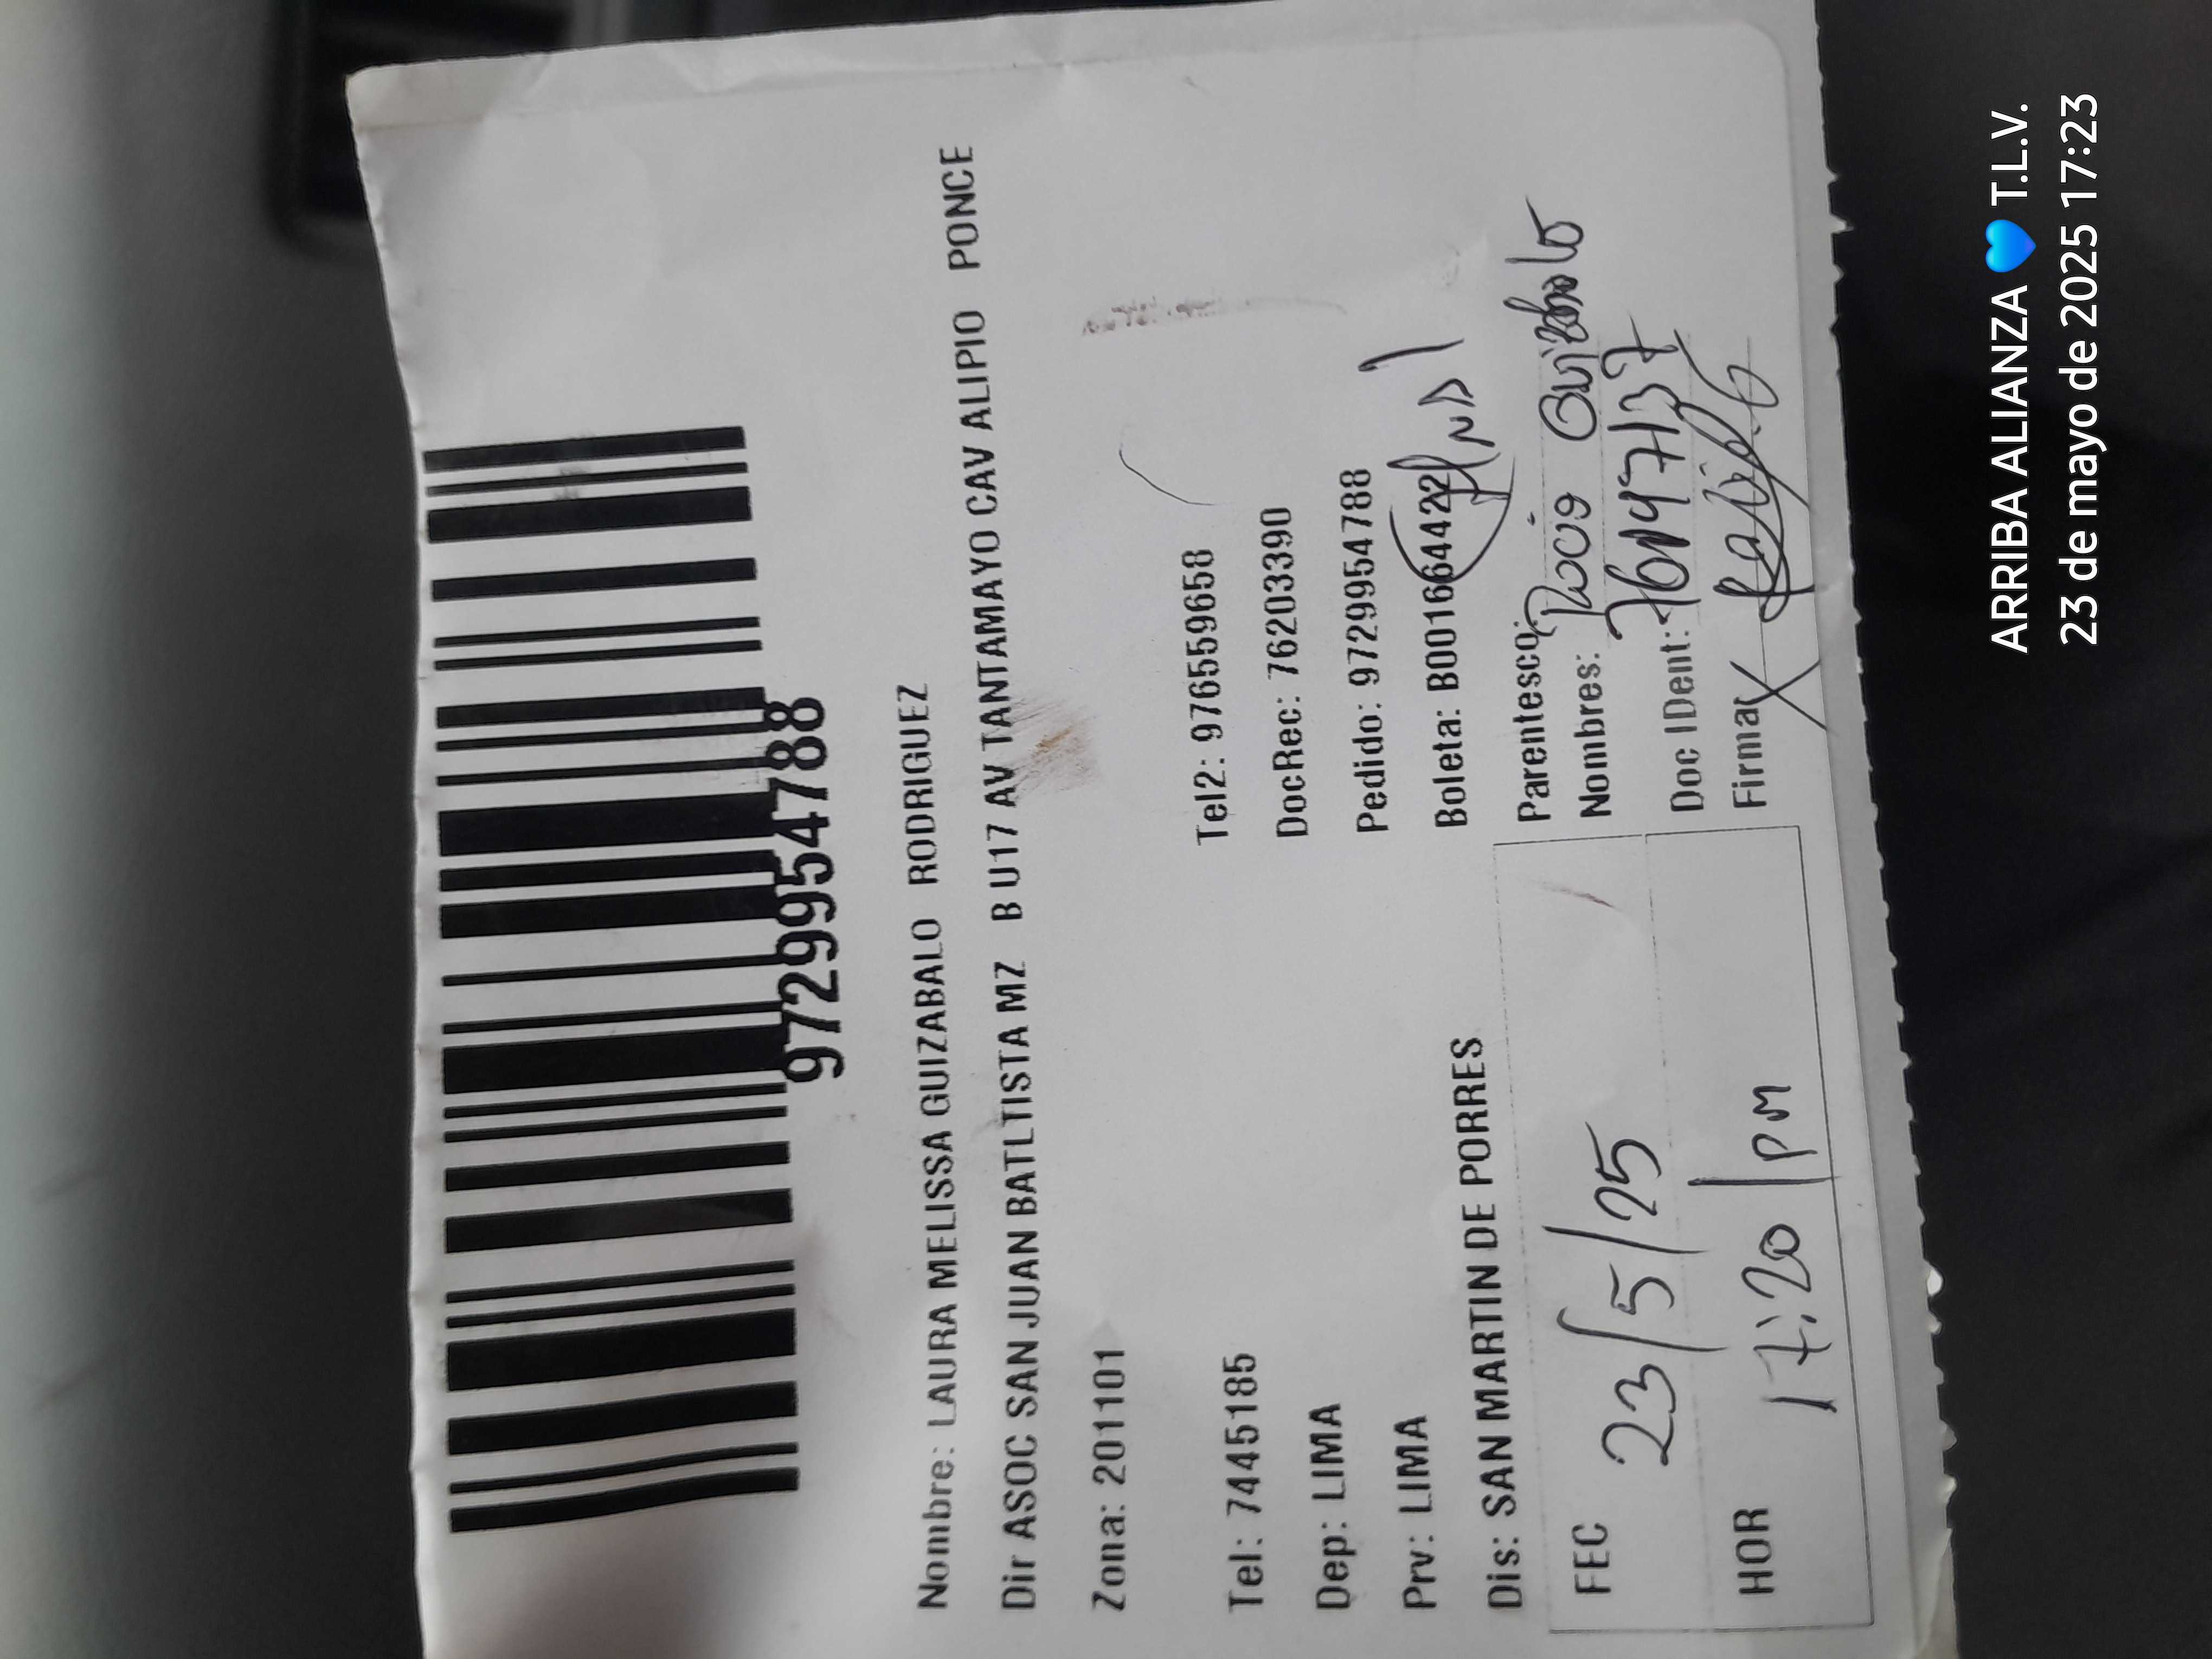 9729954788
Nombre: LAURA MELISSA GUIZABALO RODRIGUEZ
Dir ASOC SAN JUAN BATLTISTA MZ B U17 AV TANTAMAYO CAV ALIPIO PONCE
Zona: 201101
Tel: 74451185
Tel2: 976559658
Dep: LIMA
DocRec: 76203390
Prv: LIMA
Pedido: 9729954788
Dis: SAN MARTIN DE PORRES
Boleta: B00166442
Parentesco:
FEC 23/5/25
Nombres: Rocio
HOR 17:20 pm
Doc IDent:
Firma X
ARRIBA ALIANZA 💙 T.L.V.
23 de mayo de 2025 17:23